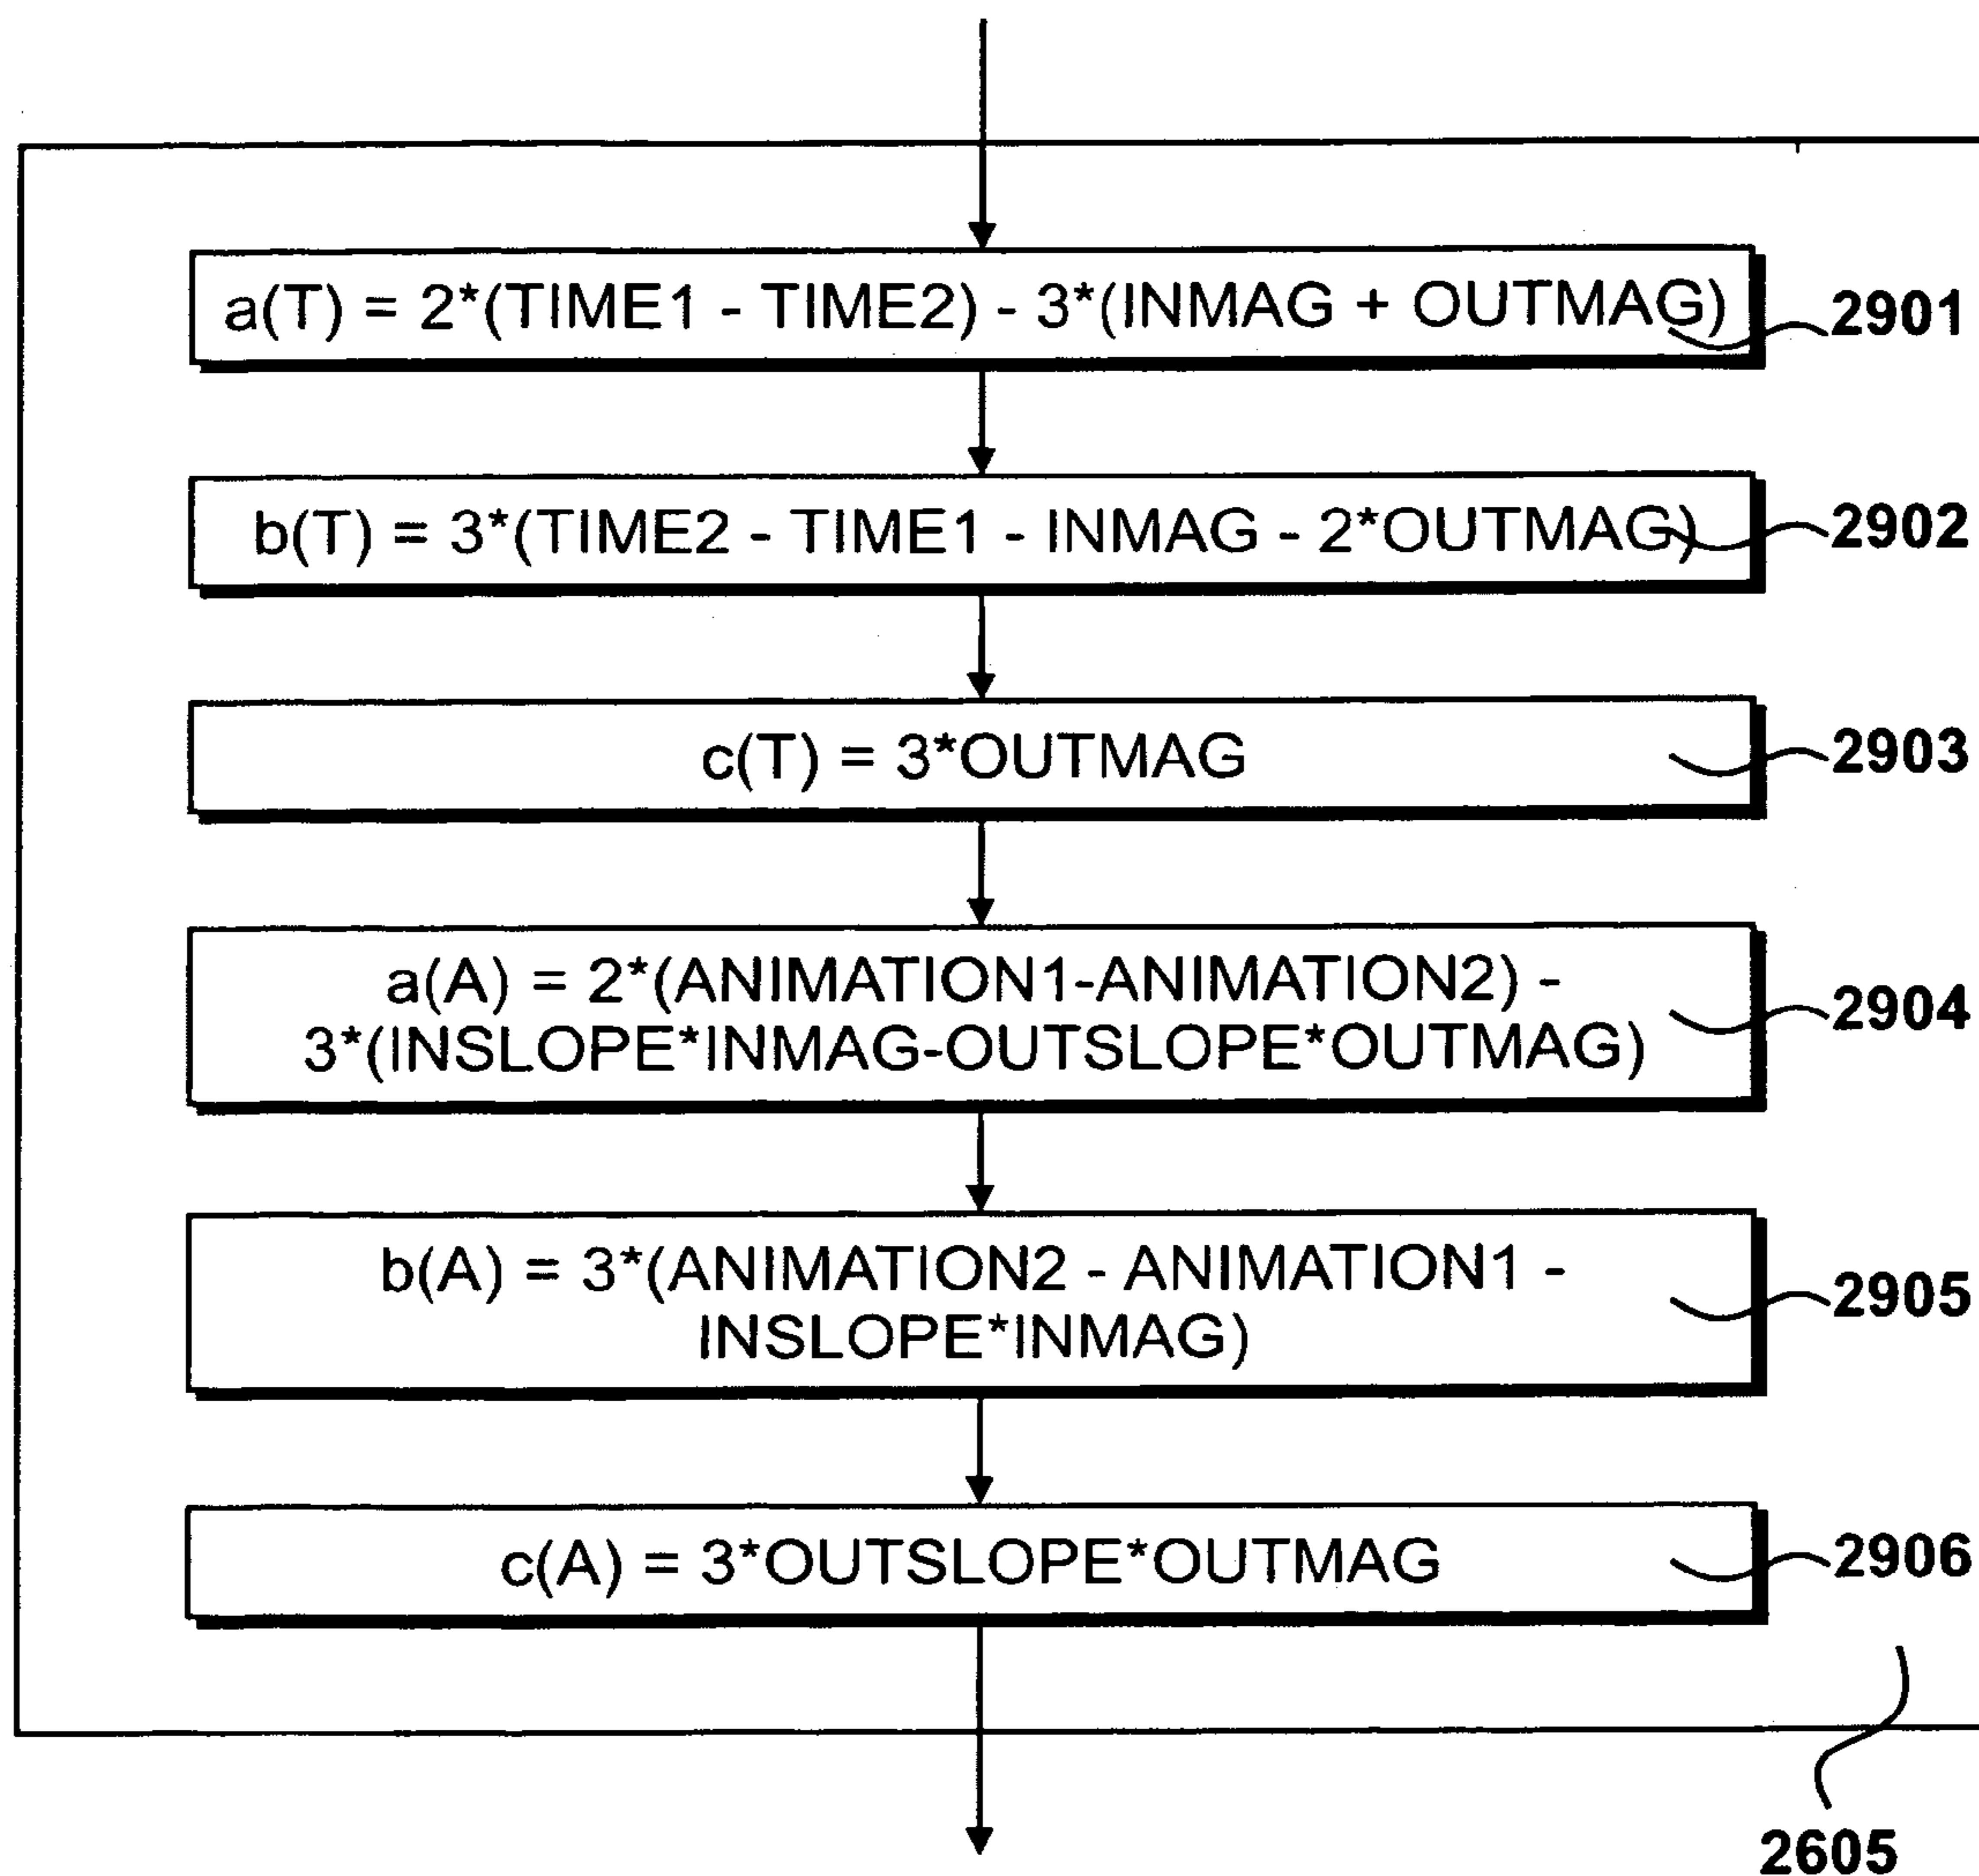 a(T) = 2*(TIME1 - TIME2) - 3*(INMAG + OUTMAG)
2901
b(T) = 3*(TIME2 - TIME1 - INMAG - 2*OUTMAG)
2902
c(T) = 3*OUTMAG
2903
a(A) = 2*(ANIMATION1-ANIMATION2) -
3*(INSLOPE*INMAG-OUTSLOPE*OUTMAG)
2904
b(A) = 3*(ANIMATION2 - ANIMATION1 -
INSLOPE*INMAG)
2905
c(A) = 3*OUTSLOPE*OUTMAG
2906
2605